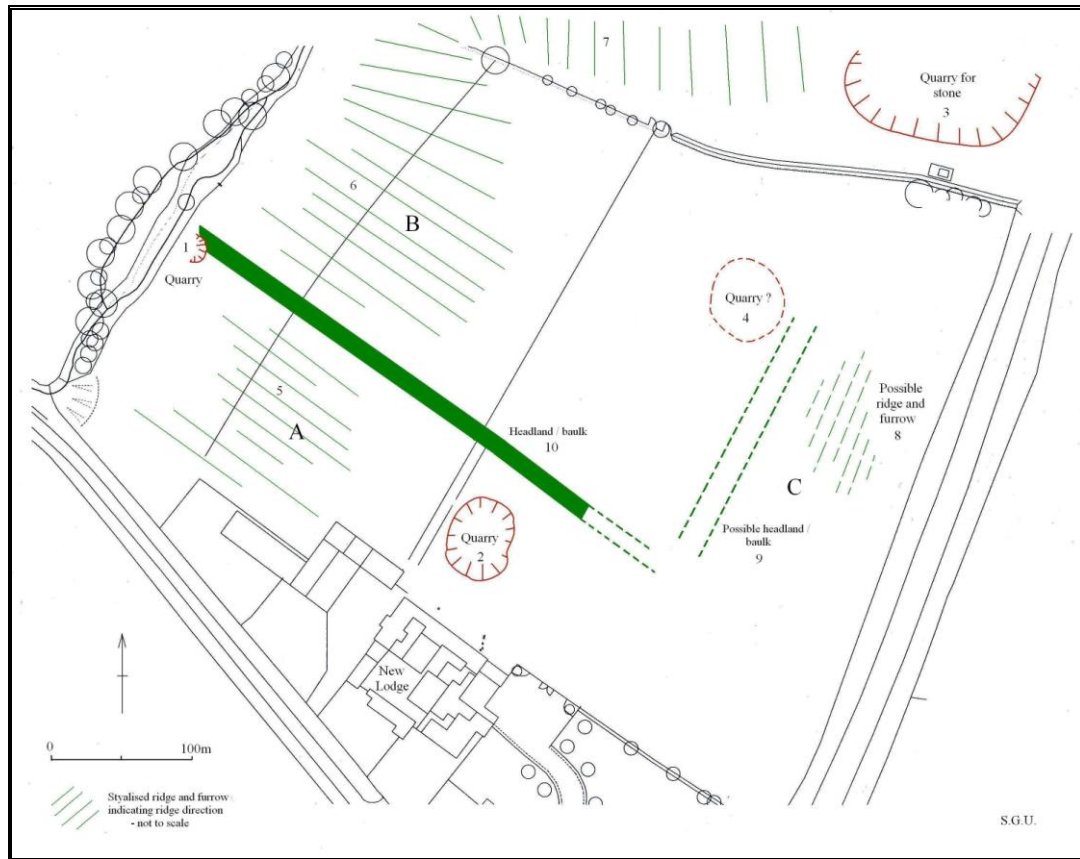 7
Quarry for
stone
3
6
B
1
Quarry
Quarry ?
4
5
A
Headland / baulk
10
Possible
ridge and
furrow
8
C
Possible headland /
baulk
9
Quarry
2
New
Lodge
0 100m
Styalised ridge and furrow
indicating ridge direction
- not to scale
S.G.U.